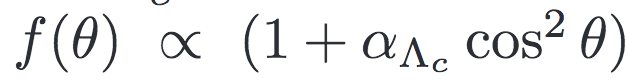 f(θ) ∝ (1 + α_{Λ_c} cos² θ)